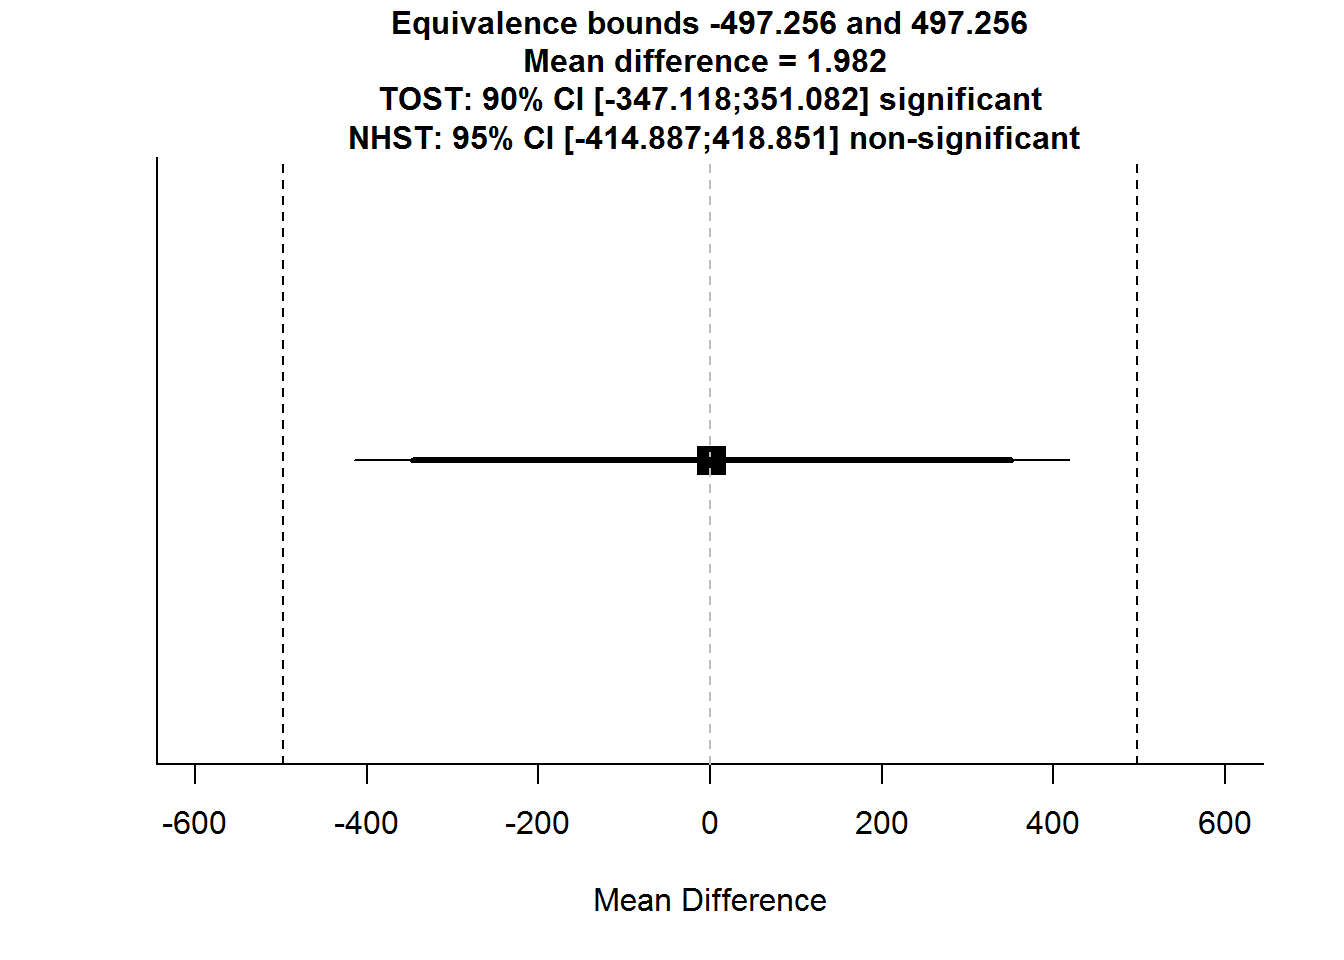 Equivalence bounds -497.256 and 497.256
Mean difference = 1.982
TOST: 90% CI [-347.118;351.082] significant
NHST: 95% CI [-414.887;418.851] non-significant
-600 -400 -200 0 200 400 600
Mean Difference